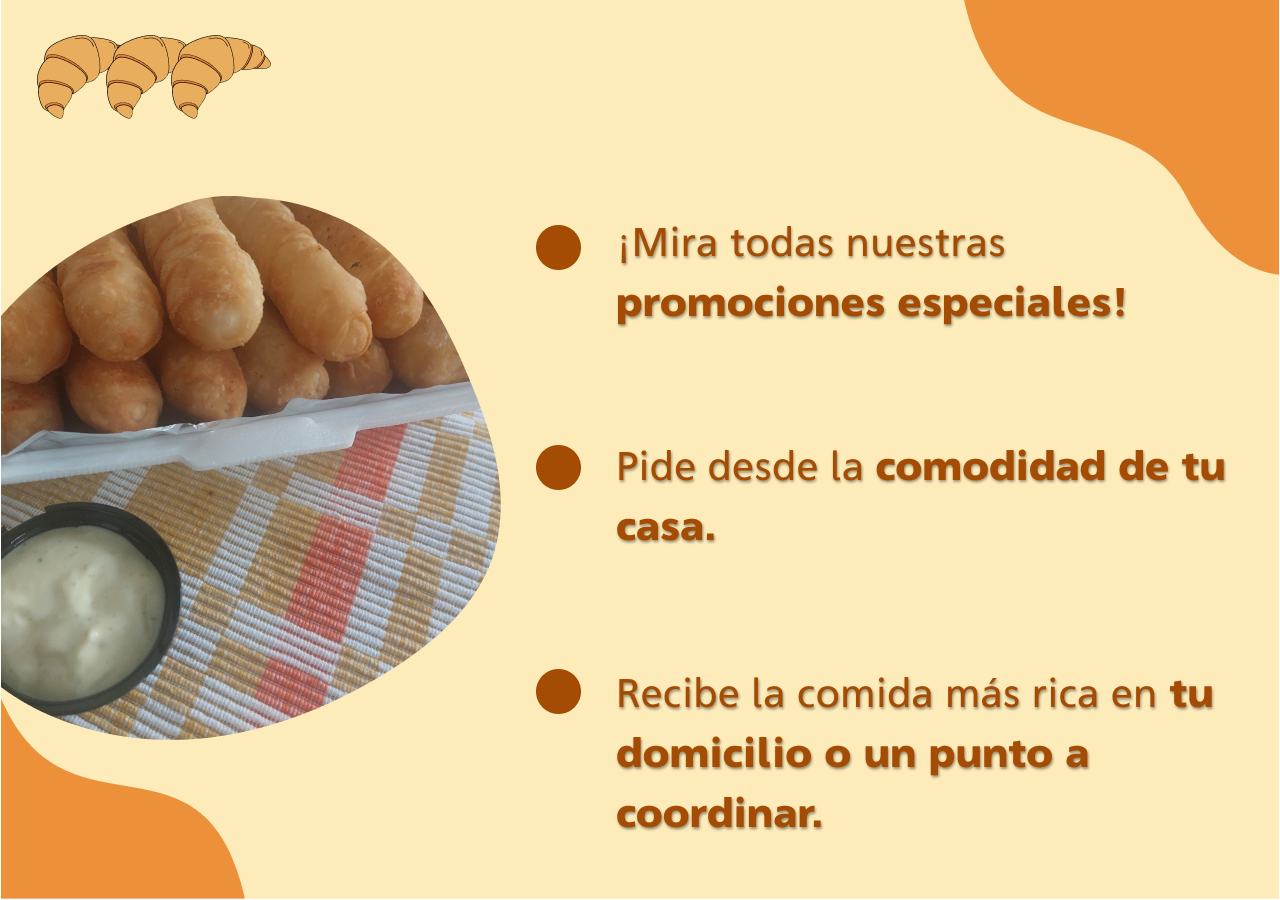 ¡Mira todas nuestras
promociones especiales!
Pide desde la comodidad de tu
casa.
Recibe la comida más rica en tu
domicilio o un punto a
coordinar.